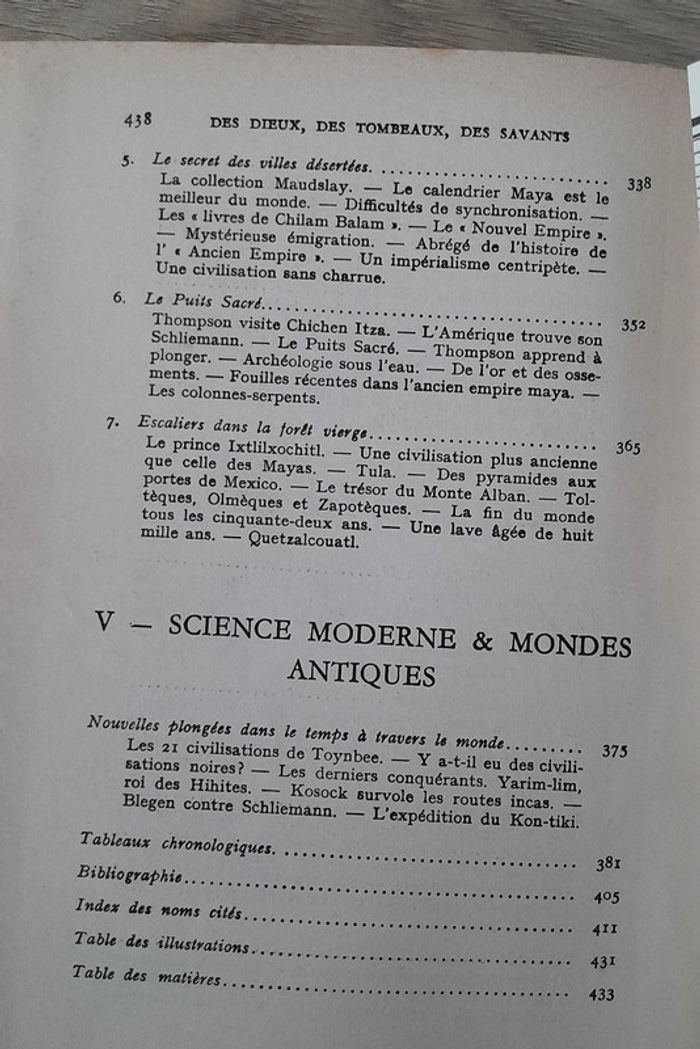 438 DES DIEUX, DES TOMBEAUX, DES SAVANTS
5. Le secret des villes désertées. .......................... 338
La collection Maudslay. — Le calendrier Maya est le
meilleur du monde. — Difficultés de synchronisation. —
Les « livres de Chilam Balam ». — Le « Nouvel Empire ».
— Mystérieuse émigration. — Abrégé de l'histoire de
l' « Ancien Empire ». — Un impérialisme centripète. —
Une civilisation sans charrue.
6. Le Puits Sacré...................................... 352
Thompson visite Chichen Itza. — L'Amérique trouve son
Schliemann. — Le Puits Sacré. — Thompson apprend à
plonger. — Archéologie sous l'eau. — De l'or et des osse-
ments. — Fouilles récentes dans l'ancien empire maya. —
Les colonnes-serpents.
7. Escaliers dans la forêt vierge......................... 365
Le prince Ixtlilxochitl. — Une civilisation plus ancienne
que celle des Mayas. — Tula. — Des pyramides aux
portes de Mexico. — Le trésor du Monte Alban. — Tol-
tèques, Olmèques et Zapotèques. — La fin du monde
tous les cinquante-deux ans. — Une lave âgée de huit
mille ans. — Quetzalcouatl.
V — SCIENCE MODERNE & MONDES
ANTIQUES
Nouvelles plongées dans le temps à travers le monde......... 375
Les 21 civilisations de Toynbee. — Y a-t-il eu des civili-
sations noires? — Les derniers conquérants. Yarim-lim,
roi des Hihites. — Kosock survole les routes incas. —
Blegen contre Schliemann. — L'expédition du Kon-tiki.
Tableaux chronologiques. ................................ 381
Bibliographie............................................ 405
Index des noms cités..................................... 411
Table des illustrations.................................. 431
Table des matières....................................... 433